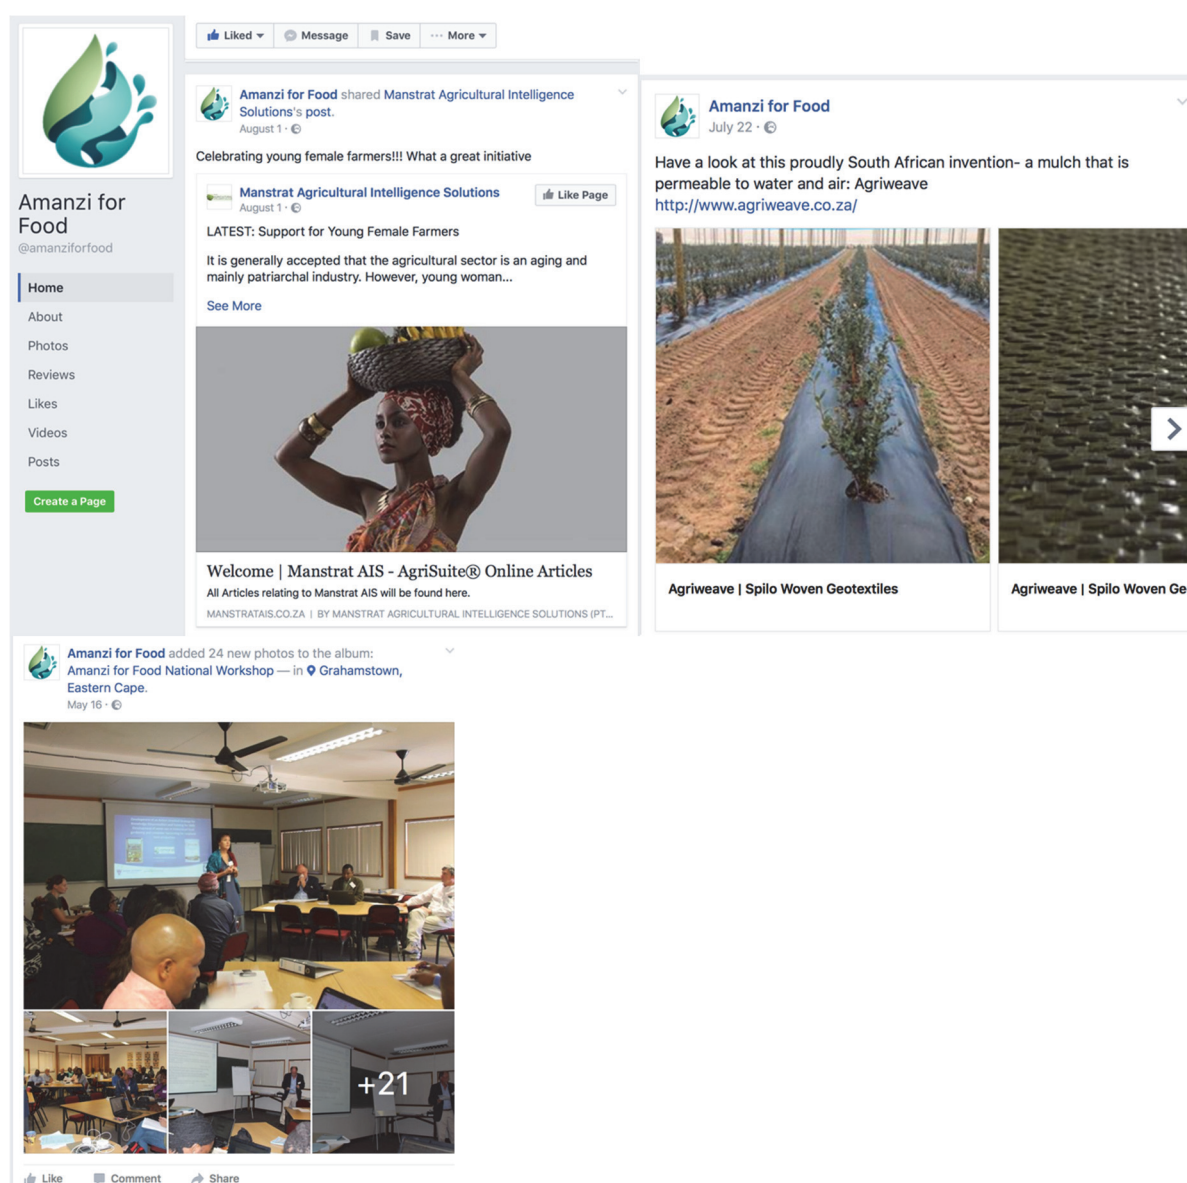 Amanzi for
Food
@amanziforfood
Home
About
Photos
Reviews
Likes
Videos
Posts
Create a Page
Liked
Message
Save
More
Amanzi for Food shared Manstrat Agricultural Intelligence
Solutions's post.
August 1
Celebrating young female farmers!!! What a great initiative
Manstrat Agricultural Intelligence Solutions
August 1
Like Page
LATEST: Support for Young Female Farmers
It is generally accepted that the agricultural sector is an aging and
mainly patriarchal industry. However, young woman...
See More
Welcome | Manstrat AIS - AgriSuite® Online Articles
All Articles relating to Manstrat AIS will be found here.
MANSTRATAIS.CO.ZA | BY MANSTRAT AGRICULTURAL INTELLIGENCE SOLUTIONS (PT...
Amanzi for Food
July 22
Have a look at this proudly South African invention- a mulch that is
permeable to water and air: Agriweave
http://www.agriweave.co.za/
Agriweave | Spilo Woven Geotextiles
Agriweave | Spilo Woven Ge
Amanzi for Food added 24 new photos to the album:
Amanzi for Food National Workshop — in Grahamstown,
Eastern Cape.
May 16
+21
Like
Comment
Share